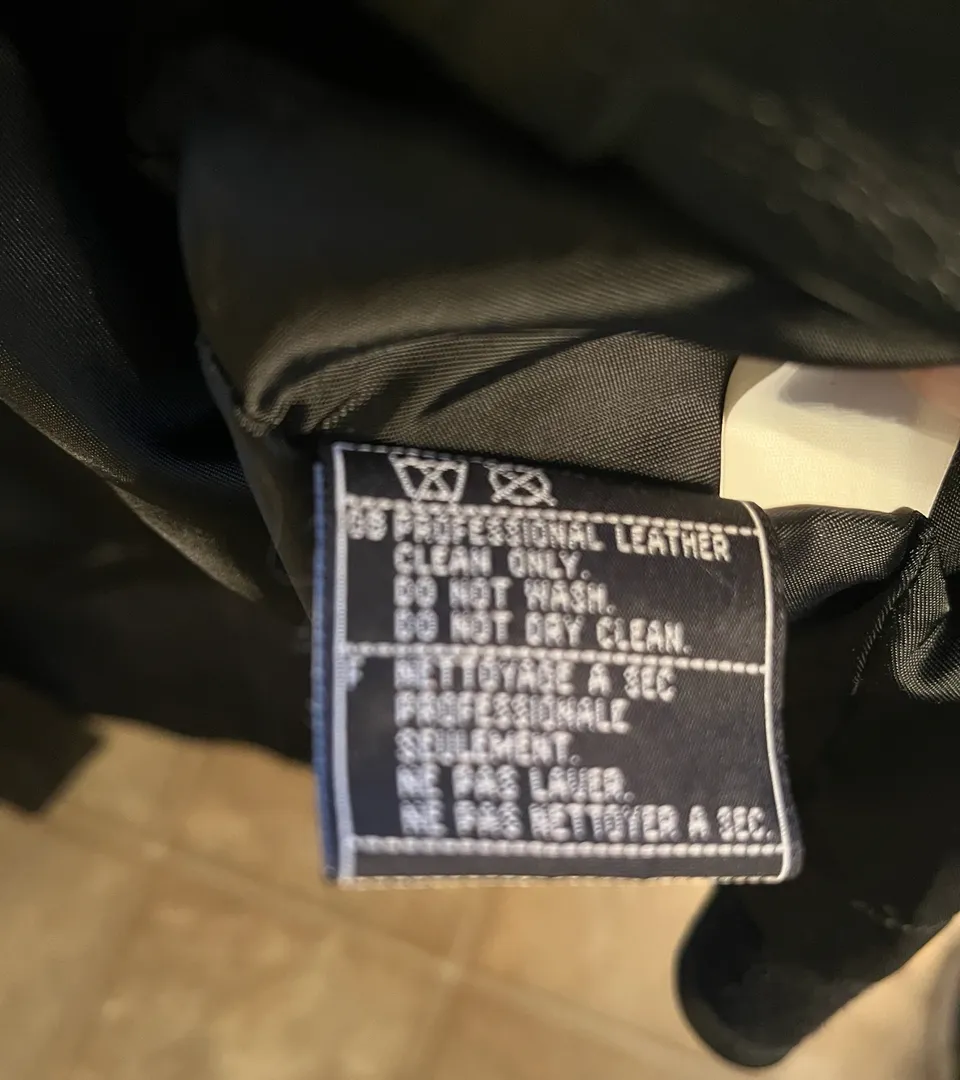 GB PROFESSIONAL LEATHER
CLEAN ONLY.
DO NOT WASH.
DO NOT DRY CLEAN.
F NETTOYAGE A SEC
PROFESSIONALE
SEULEMENT.
NE PAS LAUER.
NE PAS NETTOYER A SEC.